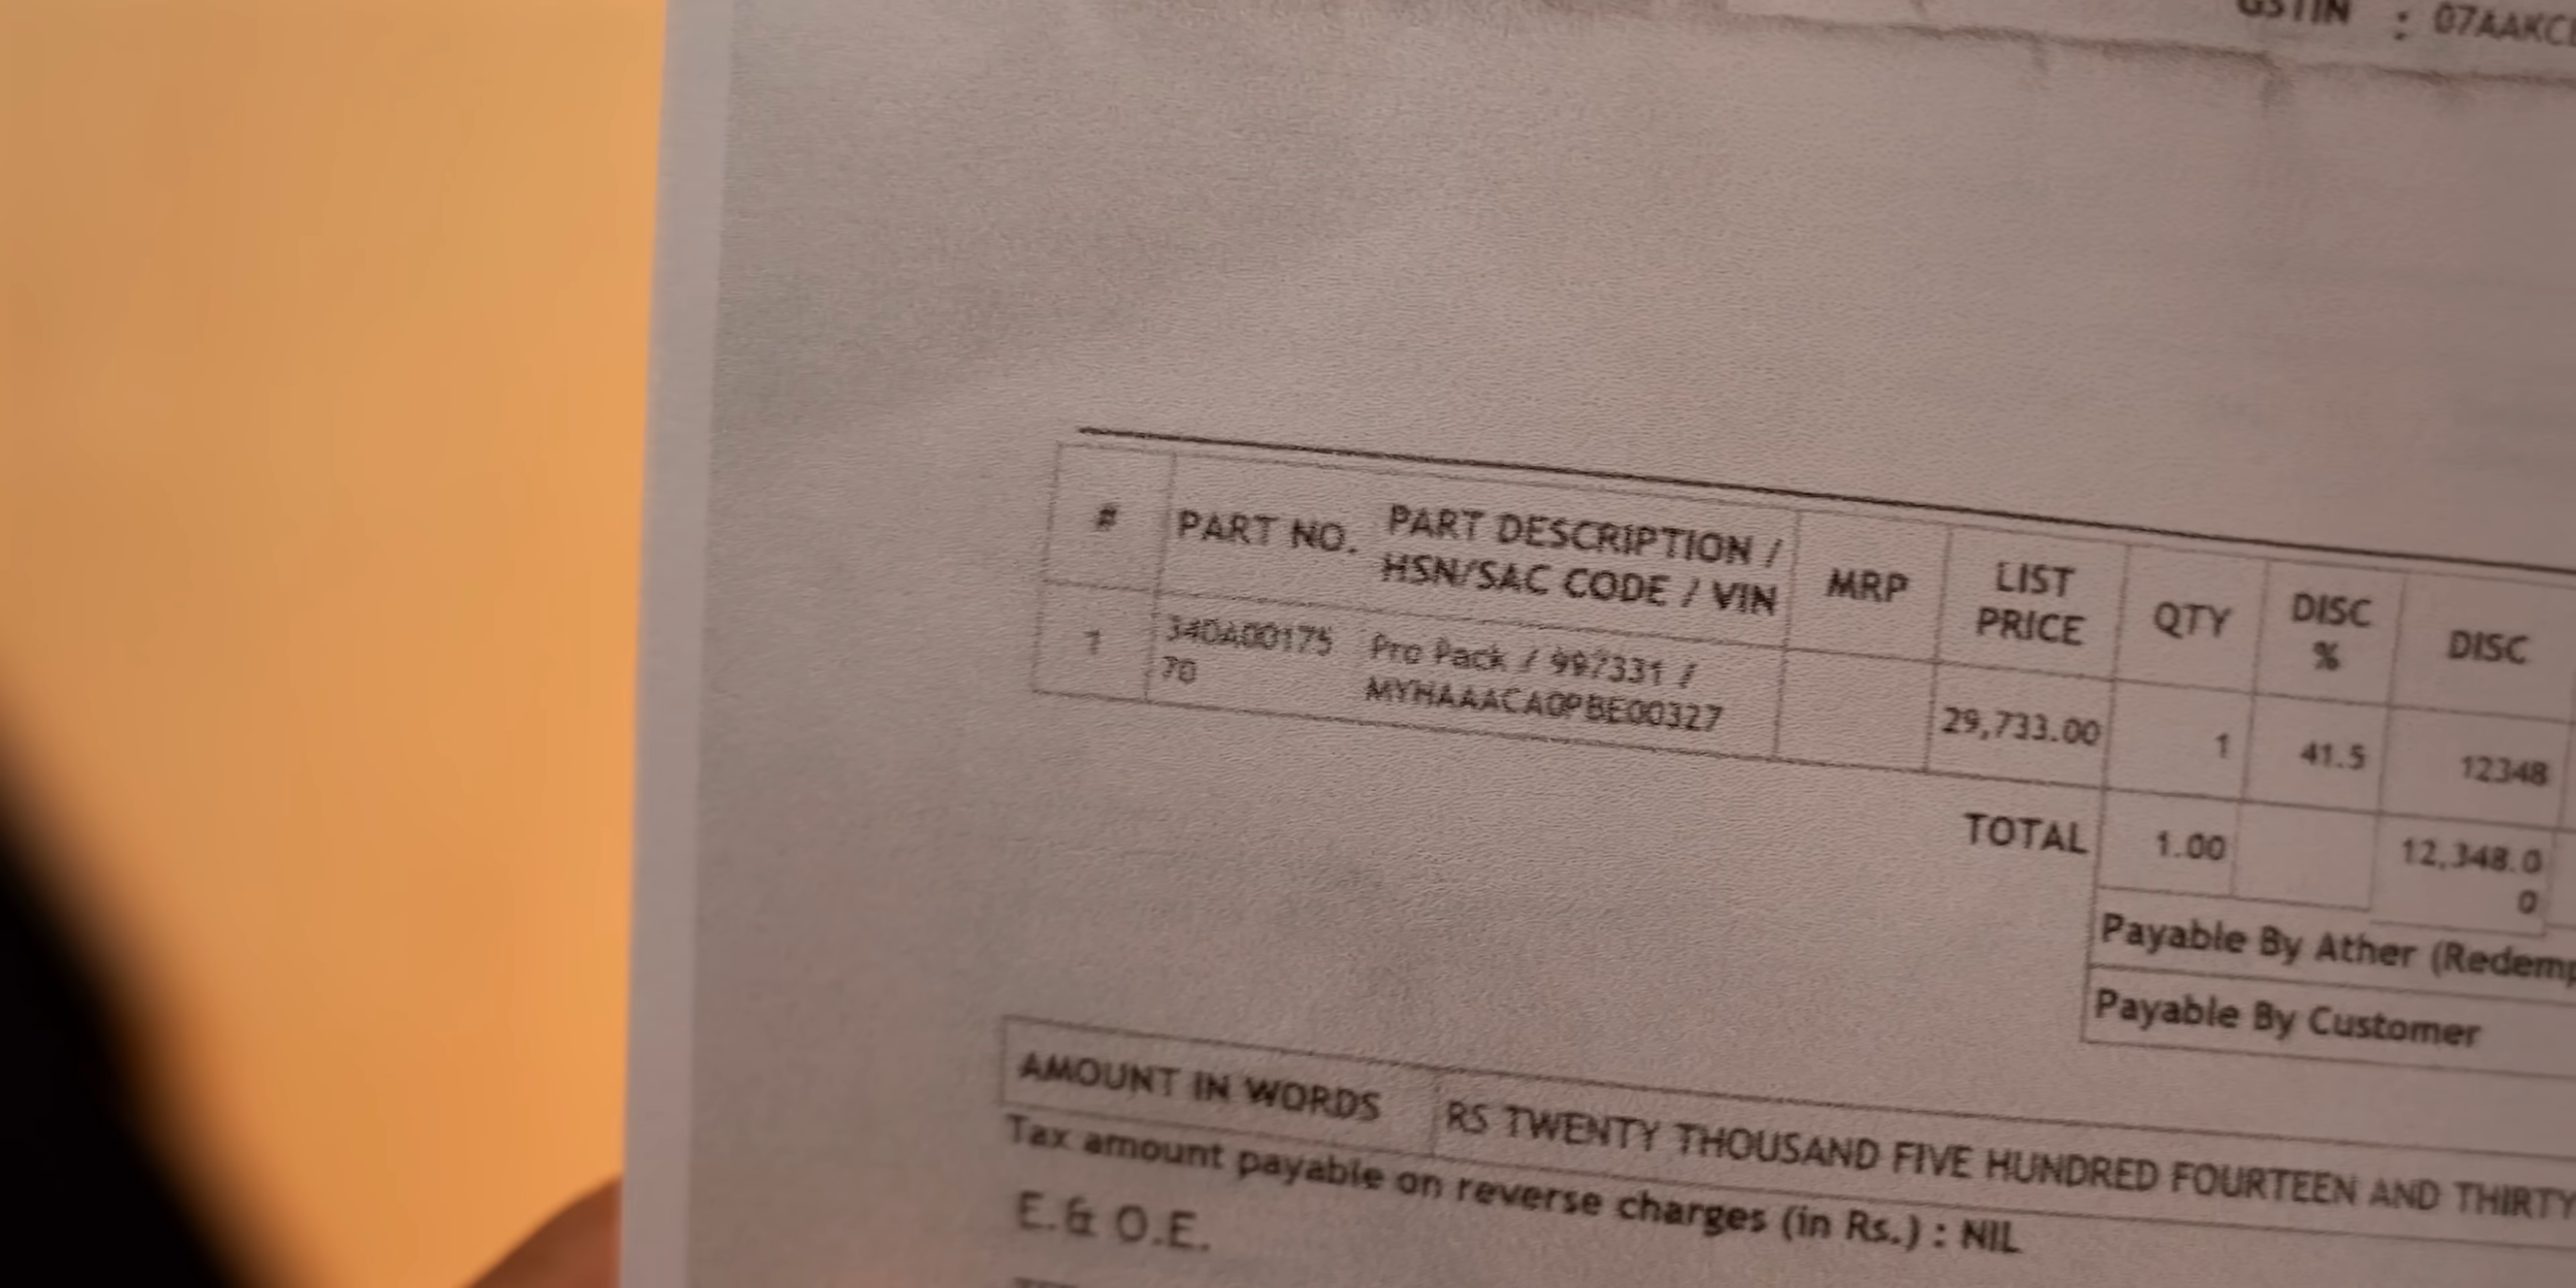 GSTIN : 07AAKC
# PART NO. PART DESCRIPTION / HSN/SAC CODE / VIN MRP LIST PRICE QTY DISC % DISC
1 340A00175 70 Pro Pack / 997331 / MYHAAACA0PBE00327 29,733.00 1 41.5 12348
TOTAL 1.00 12,348.0 0
Payable By Ather (Redemp
Payable By Customer
AMOUNT IN WORDS RS TWENTY THOUSAND FIVE HUNDRED FOURTEEN AND THIRTY
Tax amount payable on reverse charges (in Rs.) : NIL
E.& O.E.